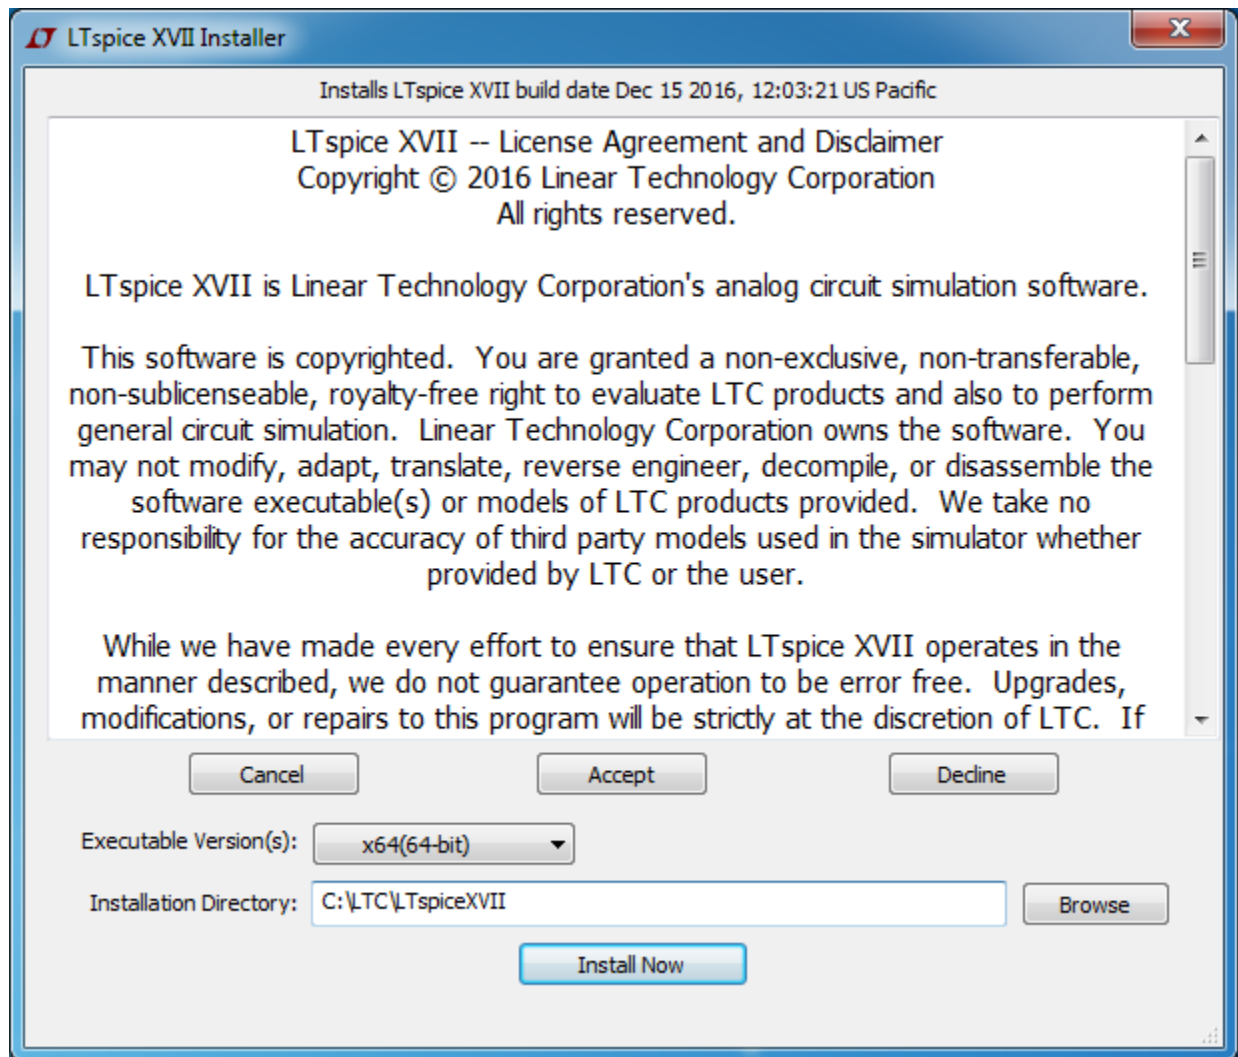 LTspice XVII Installer
Installs LTspice XVII build date Dec 15 2016, 12:03:21 US Pacific
LTspice XVII -- License Agreement and Disclaimer
Copyright © 2016 Linear Technology Corporation
All rights reserved.
LTspice XVII is Linear Technology Corporation's analog circuit simulation software.
This software is copyrighted.  You are granted a non-exclusive, non-transferable,
non-sublicenseable, royalty-free right to evaluate LTC products and also to perform
general circuit simulation.  Linear Technology Corporation owns the software.  You
may not modify, adapt, translate, reverse engineer, decompile, or disassemble the
software executable(s) or models of LTC products provided.  We take no
responsibility for the accuracy of third party models used in the simulator whether
provided by LTC or the user.
While we have made every effort to ensure that LTspice XVII operates in the
manner described, we do not guarantee operation to be error free.  Upgrades,
modifications, or repairs to this program will be strictly at the discretion of LTC.  If
Cancel Accept Decline
Executable Version(s): x64(64-bit)
Installation Directory: C:\LTC\LTspiceXVII Browse
Install Now